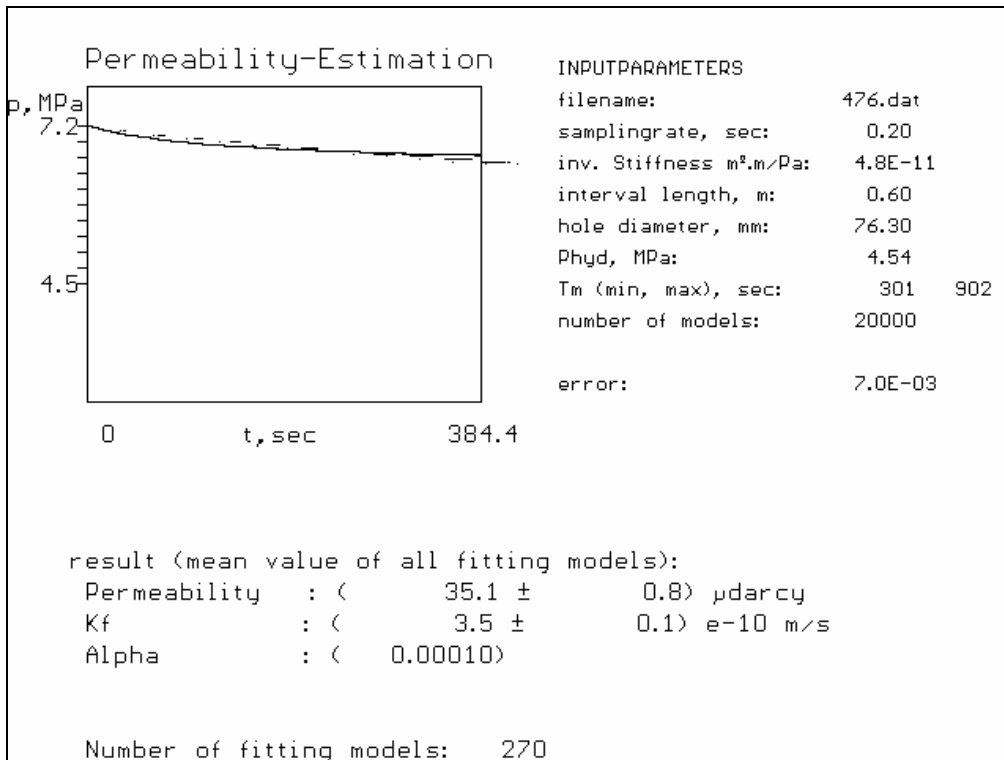 Permeability-Estimation
p,MPa
7.2
4.5
0 t,sec 384.4
INPUTPARAMETERS
filename: 476.dat
samplingrate, sec: 0.20
inv. Stiffness m².m/Pa: 4.8E-11
interval length, m: 0.60
hole diameter, mm: 76.30
Phyd, MPa: 4.54
Tm (min, max), sec: 301 902
number of models: 20000
error: 7.0E-03
result (mean value of all fitting models):
Permeability : ( 35.1 ± 0.8) µdarcy
Kf : ( 3.5 ± 0.1) e-10 m/s
Alpha : ( 0.00010)
Number of fitting models: 270